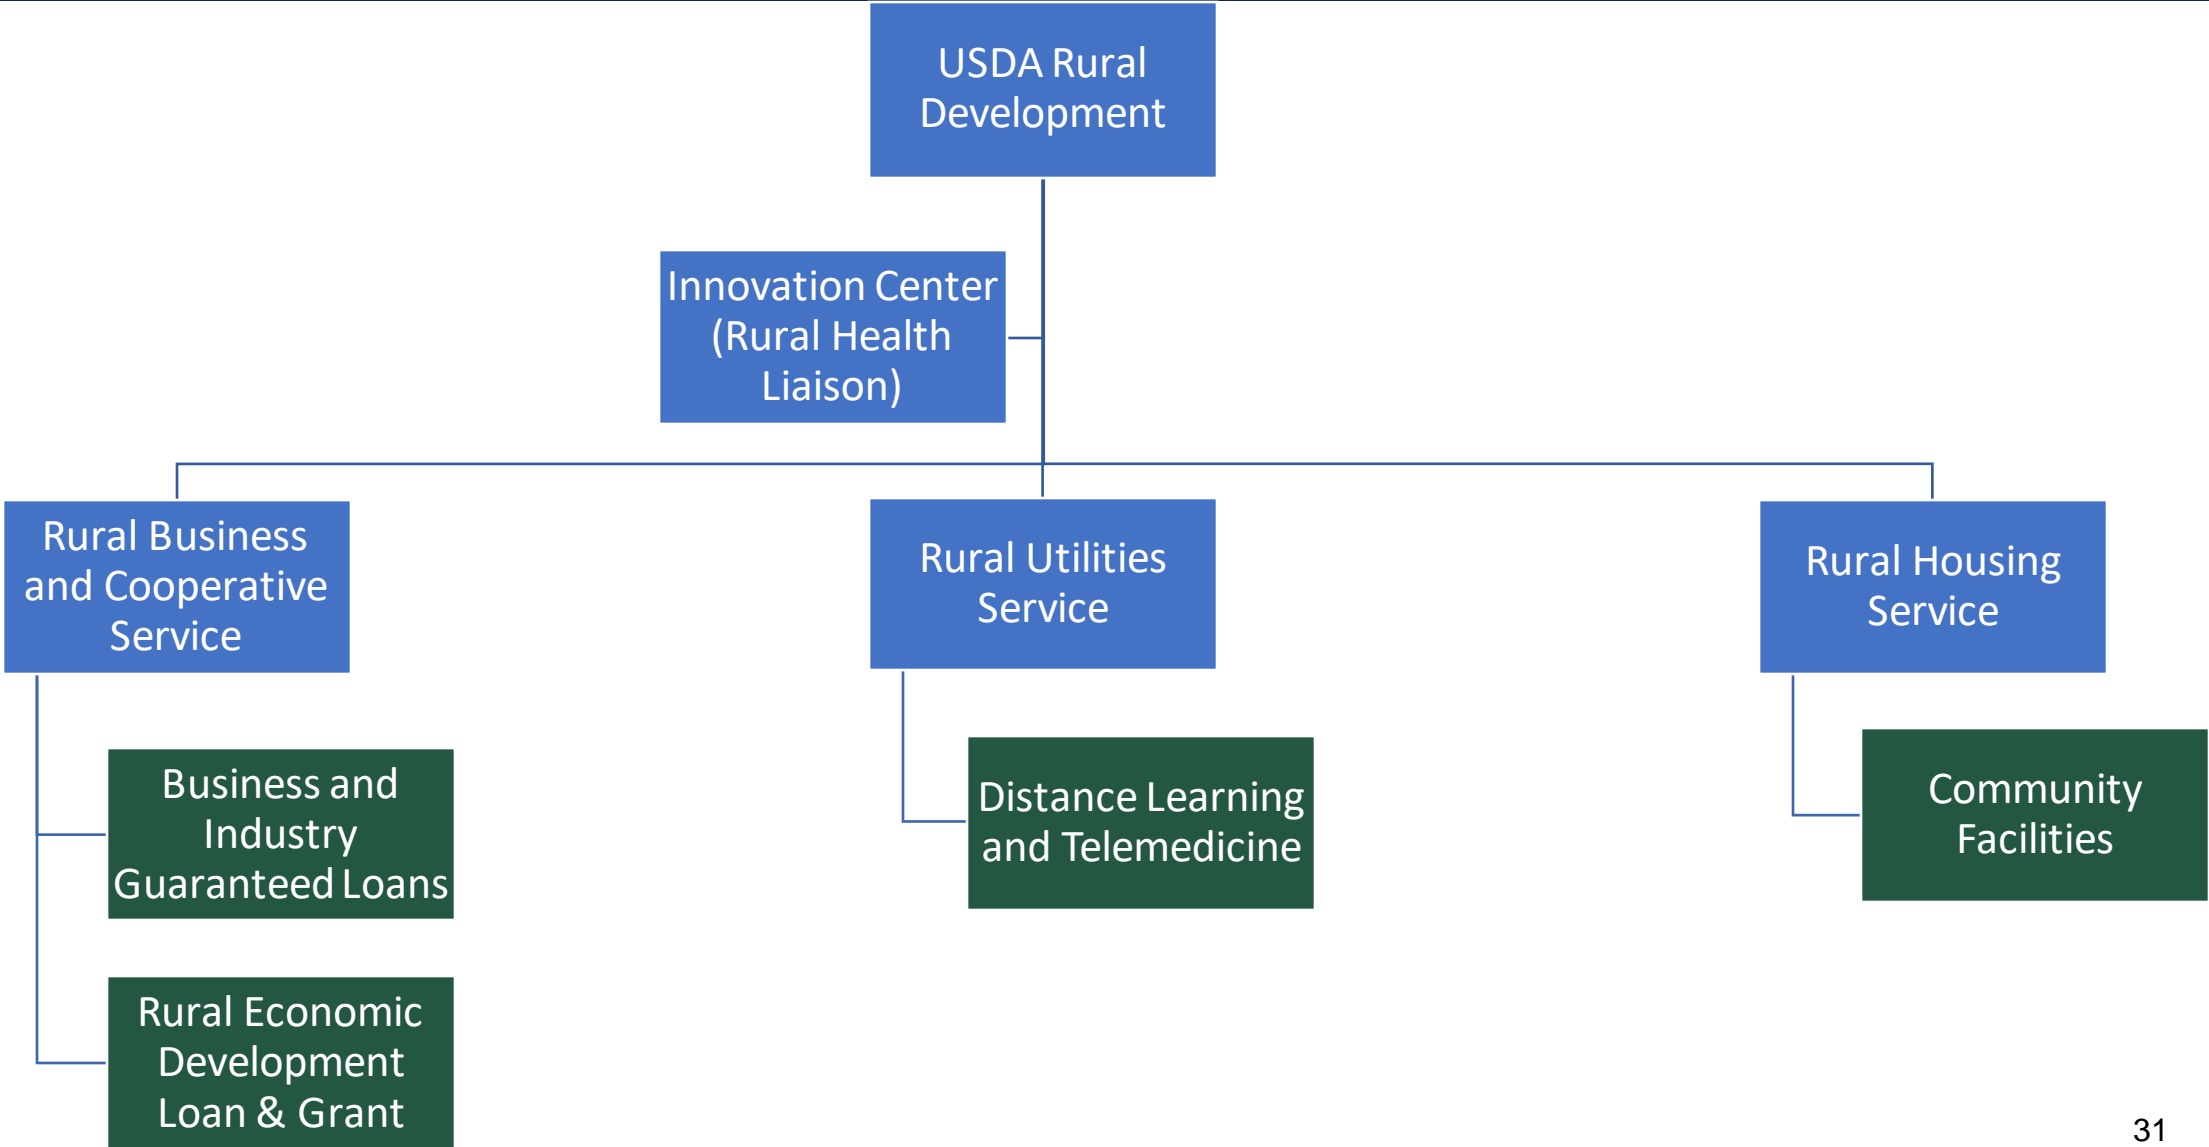 USDA Rural
Development
Innovation Center
(Rural Health
Liaison)
Rural Business
and Cooperative
Service
Rural Utilities
Service
Rural Housing
Service
Business and
Industry
Guaranteed Loans
Distance Learning
and Telemedicine
Community
Facilities
Rural Economic
Development
Loan & Grant
31